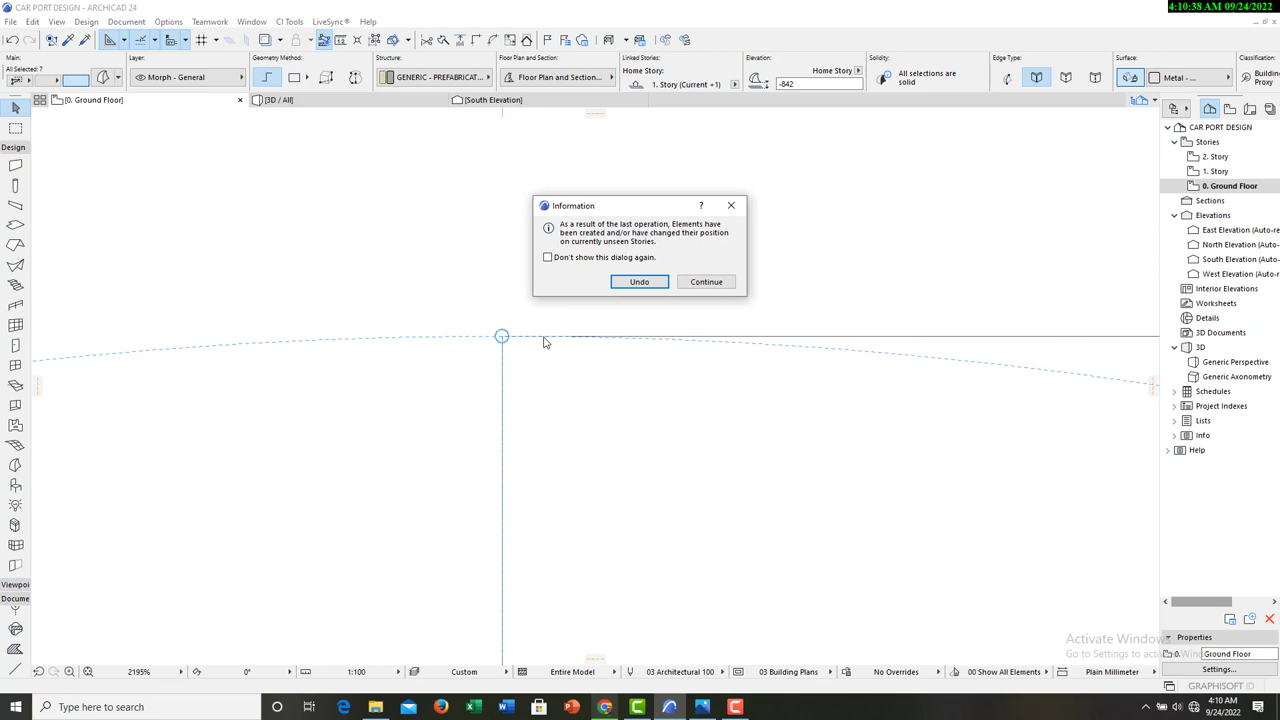 CAR PORT DESIGN - ARCHICAD 24
4:10:38 AM 09/24/2022
File Edit View Design Document Options Teamwork Window CI Tools LiveSync® Help
Main:
All Selected: 7
Layer:
Morph - General
Geometry Method:
Structure:
GENERIC - PREFABRICAT...
Floor Plan and Section:
Floor Plan and Section...
Linked Stories:
Home Story:
1. Story (Current +1)
Elevation:
Home Story
-842
Solidity:
All selections are
solid
Edge Type:
Surface:
Metal - ...
Classification:
Building
Proxy
[0. Ground Floor]
[3D / All]
[South Elevation]
Design
Viewpoi
Docume
Information
As a result of the last operation, Elements have
been created and/or have changed their position
on currently unseen Stories.
Don't show this dialog again.
Undo Continue
CAR PORT DESIGN
Stories
2. Story
1. Story
0. Ground Floor
Sections
Elevations
East Elevation (Auto-re
North Elevation (Auto-
South Elevation (Auto-
West Elevation (Auto-r
Interior Elevations
Worksheets
Details
3D Documents
3D
Generic Perspective
Generic Axonometry
Schedules
Project Indexes
Lists
Info
Help
Properties
0. Ground Floor
Settings...
GRAPHISOFT ID
Activate Windows
Go to Settings to activate Windows.
2195% 0° 1:100 custom Entire Model 03 Architectural 100 03 Building Plans No Overrides 00 Show All Elements Plain Millimeter
Type here to search
4:10 AM
9/24/2022